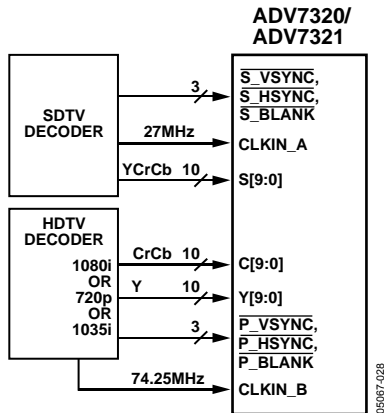 ADV7320/
ADV7321
SDTV
DECODER
3
S_VSYNC,
S_HSYNC,
S_BLANK
27MHz
CLKIN_A
YCrCb 10
S[9:0]
HDTV
DECODER
1080i
OR
720p
OR
1035i
CrCb 10
C[9:0]
Y 10
Y[9:0]
3
P_VSYNC,
P_HSYNC,
P_BLANK
74.25MHz
CLKIN_B
05067-028